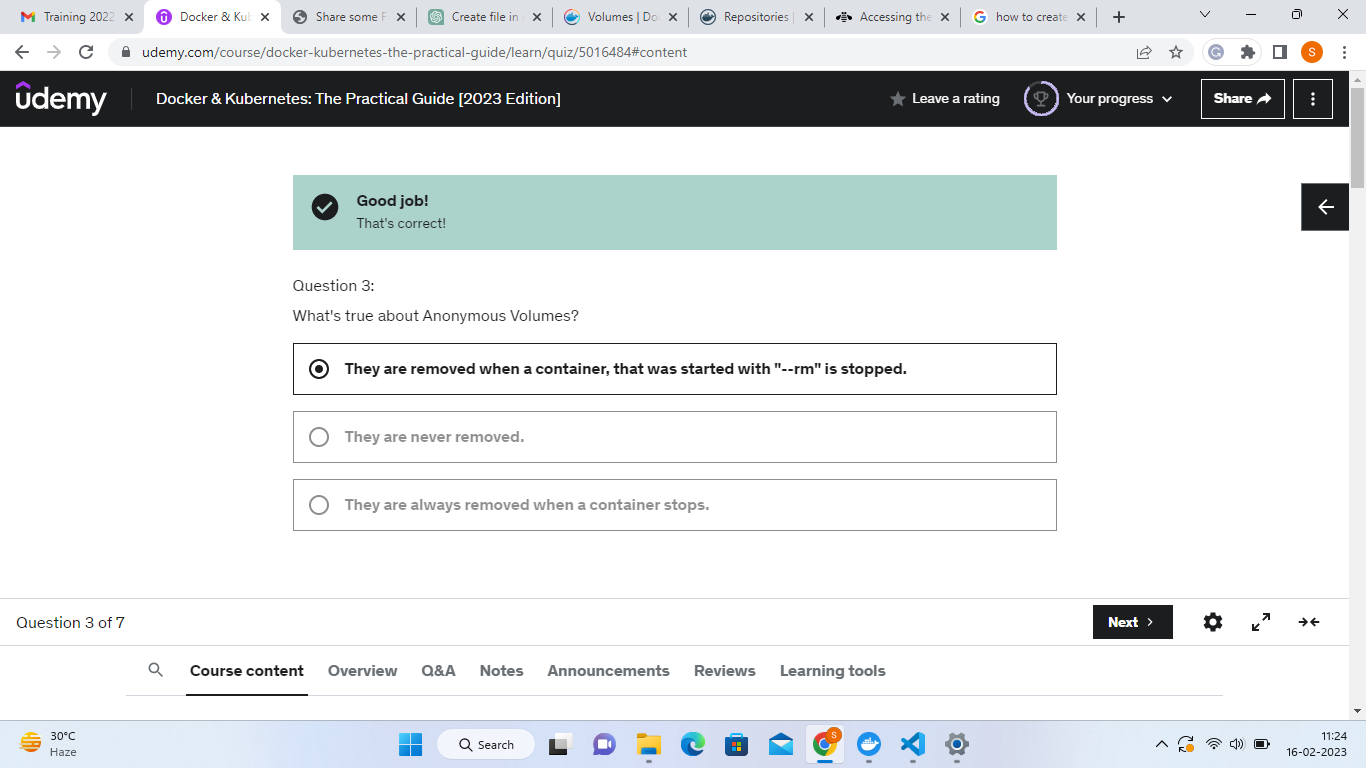 Training 2022
Docker & Kub
Share some F
Create file in
Volumes | Do
Repositories |
Accessing the
how to create
udemy.com/course/docker-kubernetes-the-practical-guide/learn/quiz/5016484#content
S
udemy
Docker & Kubernetes: The Practical Guide [2023 Edition]
Leave a rating
Your progress
Share
Good job!
That's correct!
Question 3:
What's true about Anonymous Volumes?
They are removed when a container, that was started with "--rm" is stopped.
They are never removed.
They are always removed when a container stops.
Question 3 of 7
Next
Course content Overview Q&A Notes Announcements Reviews Learning tools
30°C
Haze
Search
S
11:24
16-02-2023